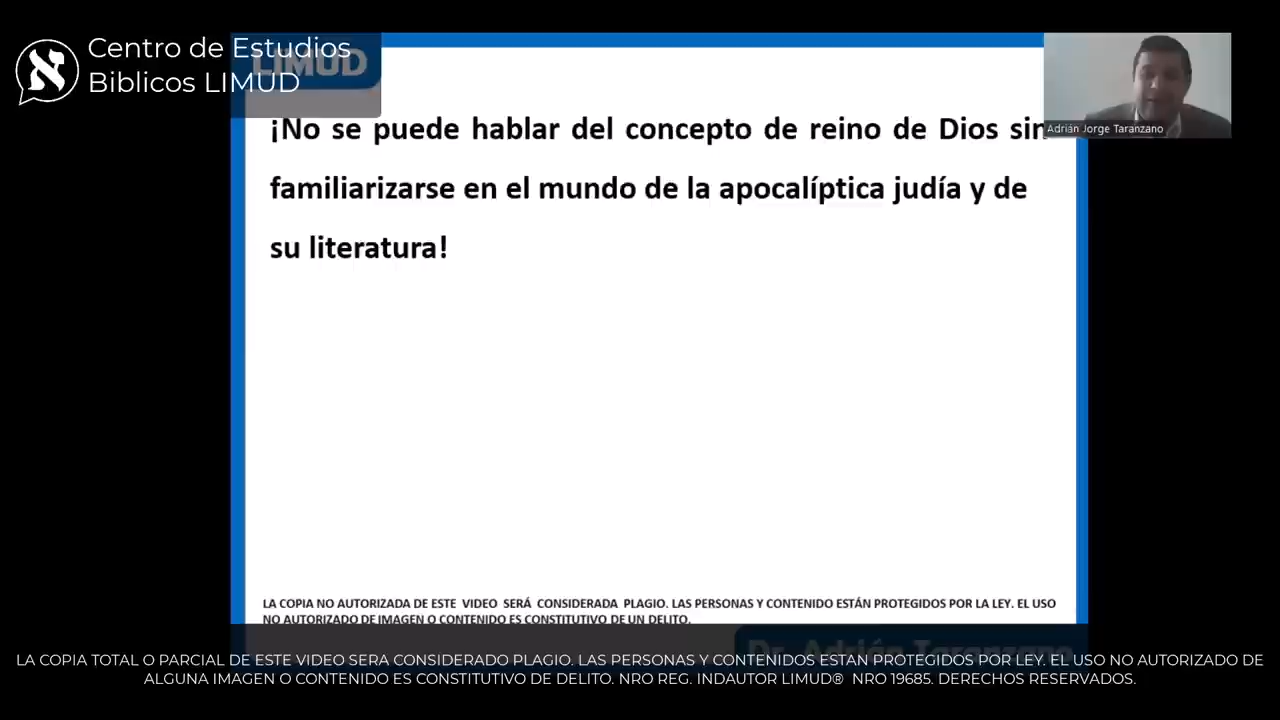 Centro de Estudios
Biblicos LIMUD
LIMUD
Adrián Jorge Taranzano
¡No se puede hablar del concepto de reino de Dios sin
familiarizarse en el mundo de la apocalíptica judía y de
su literatura!
LA COPIA NO AUTORIZADA DE ESTE VIDEO SERÁ CONSIDERADA PLAGIO. LAS PERSONAS Y CONTENIDO ESTÁN PROTEGIDOS POR LA LEY. EL USO
NO AUTORIZADO DE IMAGEN O CONTENIDO ES CONSTITUTIVO DE UN DELITO.
Dr. Adrián Taranzano
LA COPIA TOTAL O PARCIAL DE ESTE VIDEO SERA CONSIDERADO PLAGIO. LAS PERSONAS Y CONTENIDOS ESTAN PROTEGIDOS POR LEY. EL USO NO AUTORIZADO DE
ALGUNA IMAGEN O CONTENIDO ES CONSTITUTIVO DE DELITO. NRO REG. INDAUTOR LIMUD® NRO 19685. DERECHOS RESERVADOS.